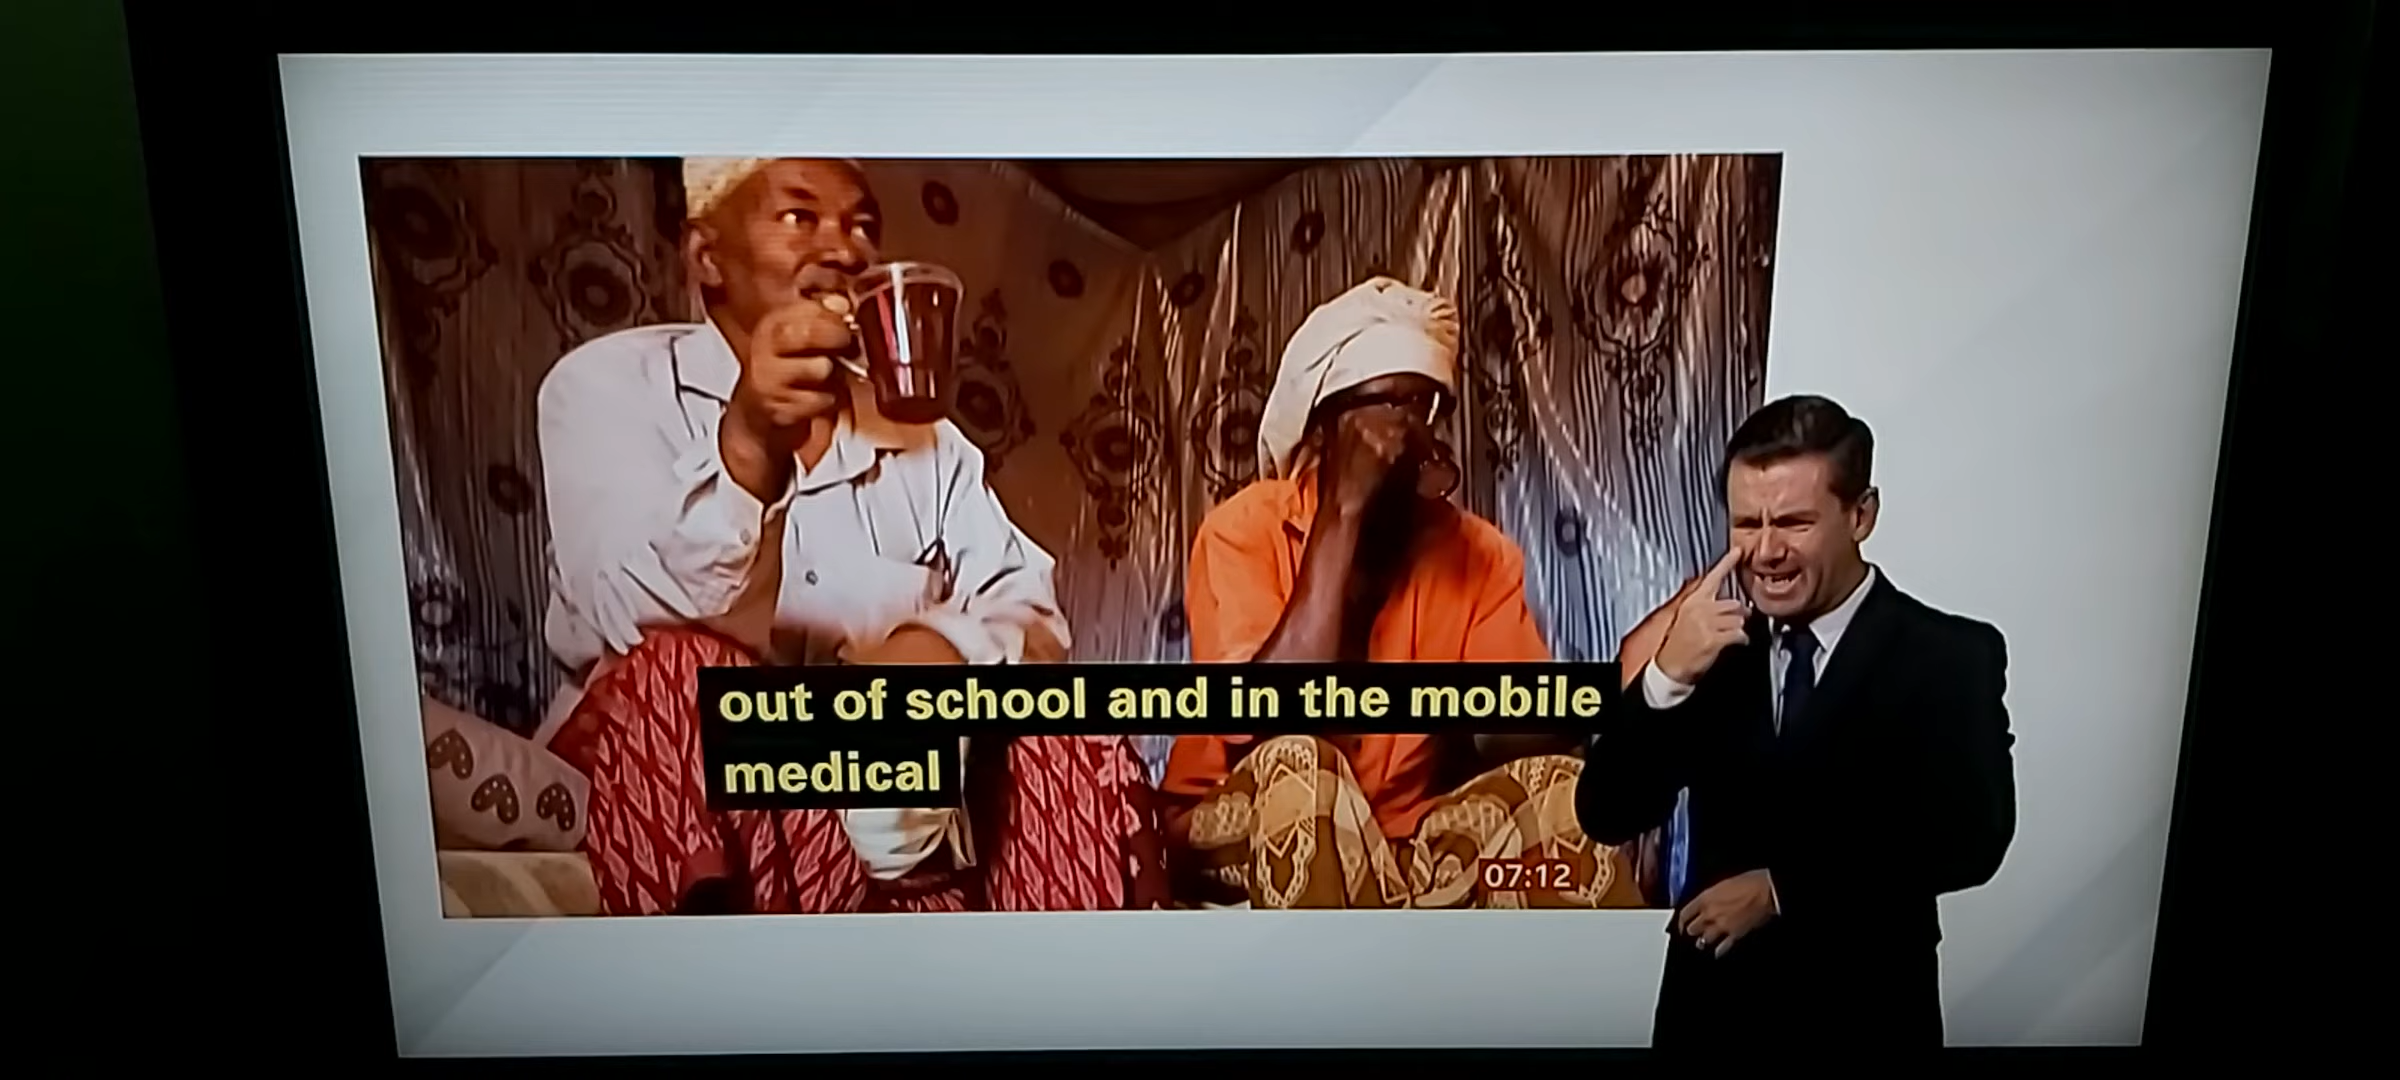 out of school and in the mobile
medical
07:12